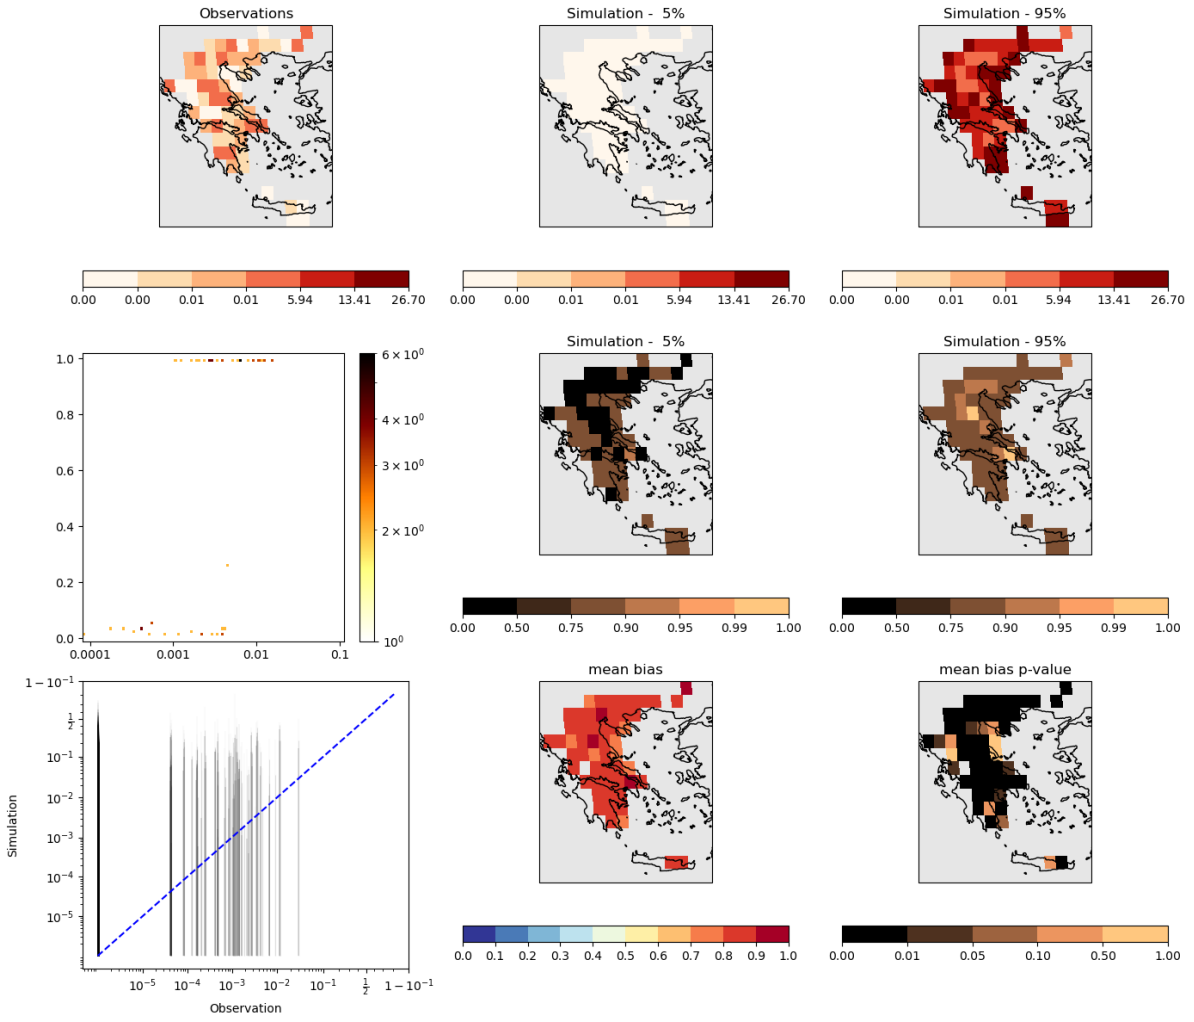 Observations
Simulation -  5%
Simulation - 95%
0.00 0.00 0.01 0.01 5.94 13.41 26.70
0.00 0.00 0.01 0.01 5.94 13.41 26.70
0.00 0.00 0.01 0.01 5.94 13.41 26.70
1.0
0.8
0.6
0.4
0.2
0.0
0.0001 0.001 0.01 0.1
6 × 10⁰
4 × 10⁰
3 × 10⁰
2 × 10⁰
10⁰
Simulation -  5%
Simulation - 95%
0.00 0.50 0.75 0.90 0.95 0.99 1.00
0.00 0.50 0.75 0.90 0.95 0.99 1.00
1 − 10⁻¹
½
10⁻¹
10⁻²
10⁻³
10⁻⁴
10⁻⁵
Simulation
10⁻⁵ 10⁻⁴ 10⁻³ 10⁻² 10⁻¹ ½ 1 − 10⁻¹
Observation
mean bias
mean bias p-value
0.0 0.1 0.2 0.3 0.4 0.5 0.6 0.7 0.8 0.9 1.0
0.00 0.01 0.05 0.10 0.50 1.00